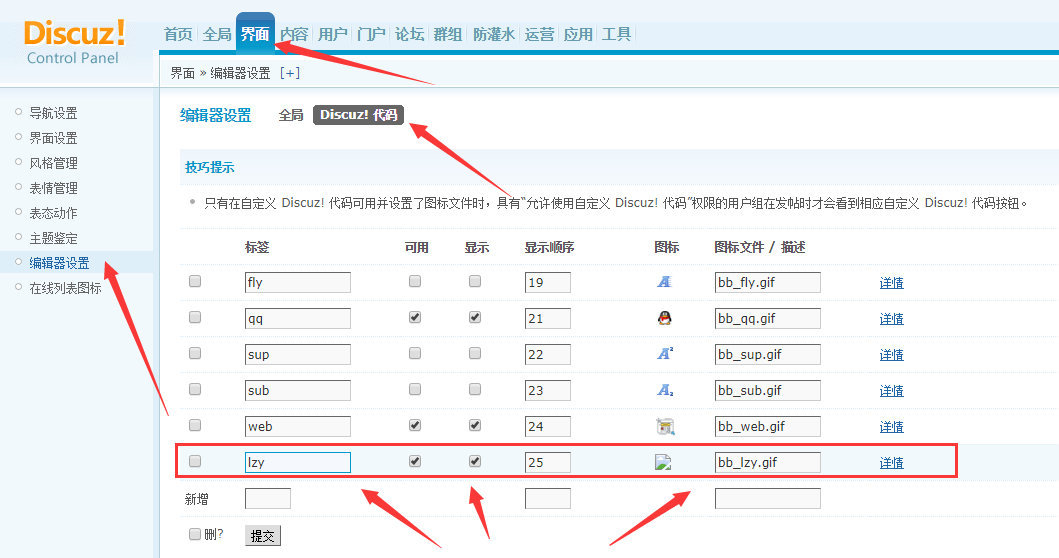 Discuz!
Control Panel
首页 全局 界面 内容 用户 门户 论坛 群组 防灌水 运营 应用 工具
界面 » 编辑器设置 [+]
导航设置
界面设置
风格管理
表情管理
表态动作
主题鉴定
编辑器设置
在线列表图标
编辑器设置 全局 Discuz! 代码
技巧提示
只有在自定义 Discuz! 代码可用并设置了图标文件时，具有“允许使用自定义 Discuz! 代码”权限的用户组在发帖时才会看到相应自定义 Discuz! 代码按钮。
标签 可用 显示 显示顺序 图标 图标文件 / 描述
fly 19 bb_fly.gif 详情
qq 21 bb_qq.gif 详情
sup 22 bb_sup.gif 详情
sub 23 bb_sub.gif 详情
web 24 bb_web.gif 详情
lzy 25 bb_lzy.gif 详情
新增
删? 提交